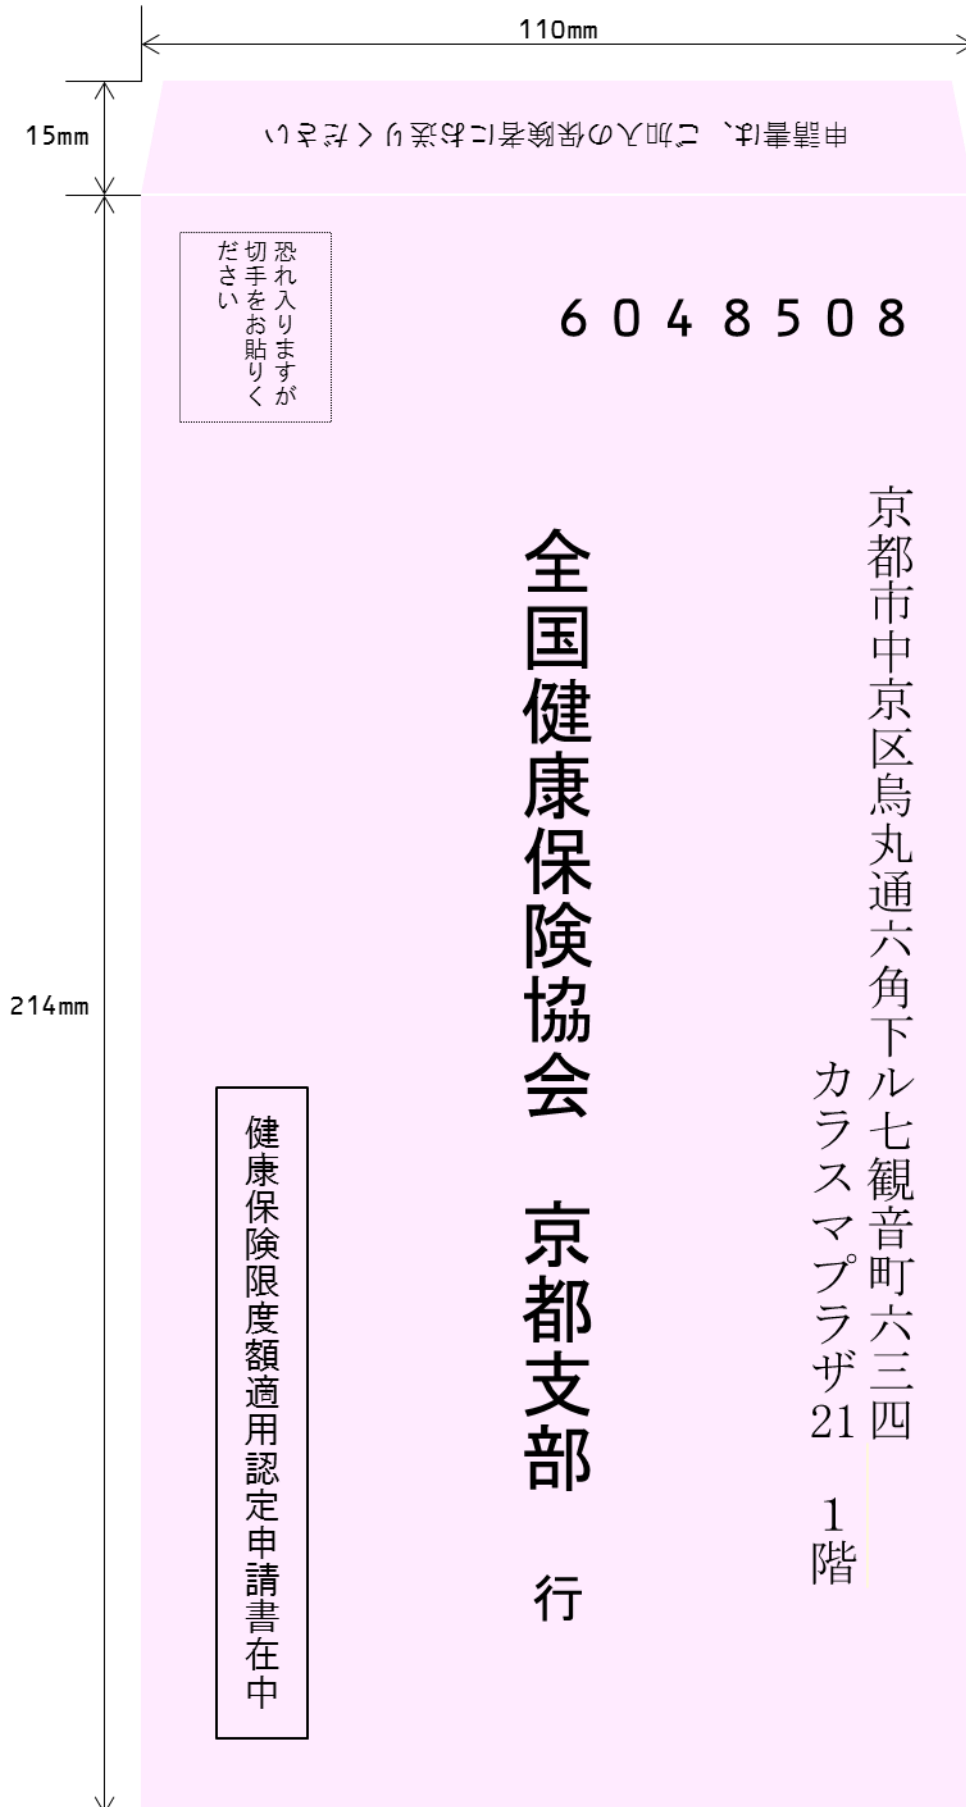 110mm
15mm
申請書は、ご加入の保険者にお送りください
恐れ入りますが
切手をお貼りく
ださい
6048508
京都市中京区烏丸通六角下ル七観音町六三四
カラスマプラザ21　1階
全国健康保険協会　京都支部　行
214mm
健康保険限度額適用認定申請書在中